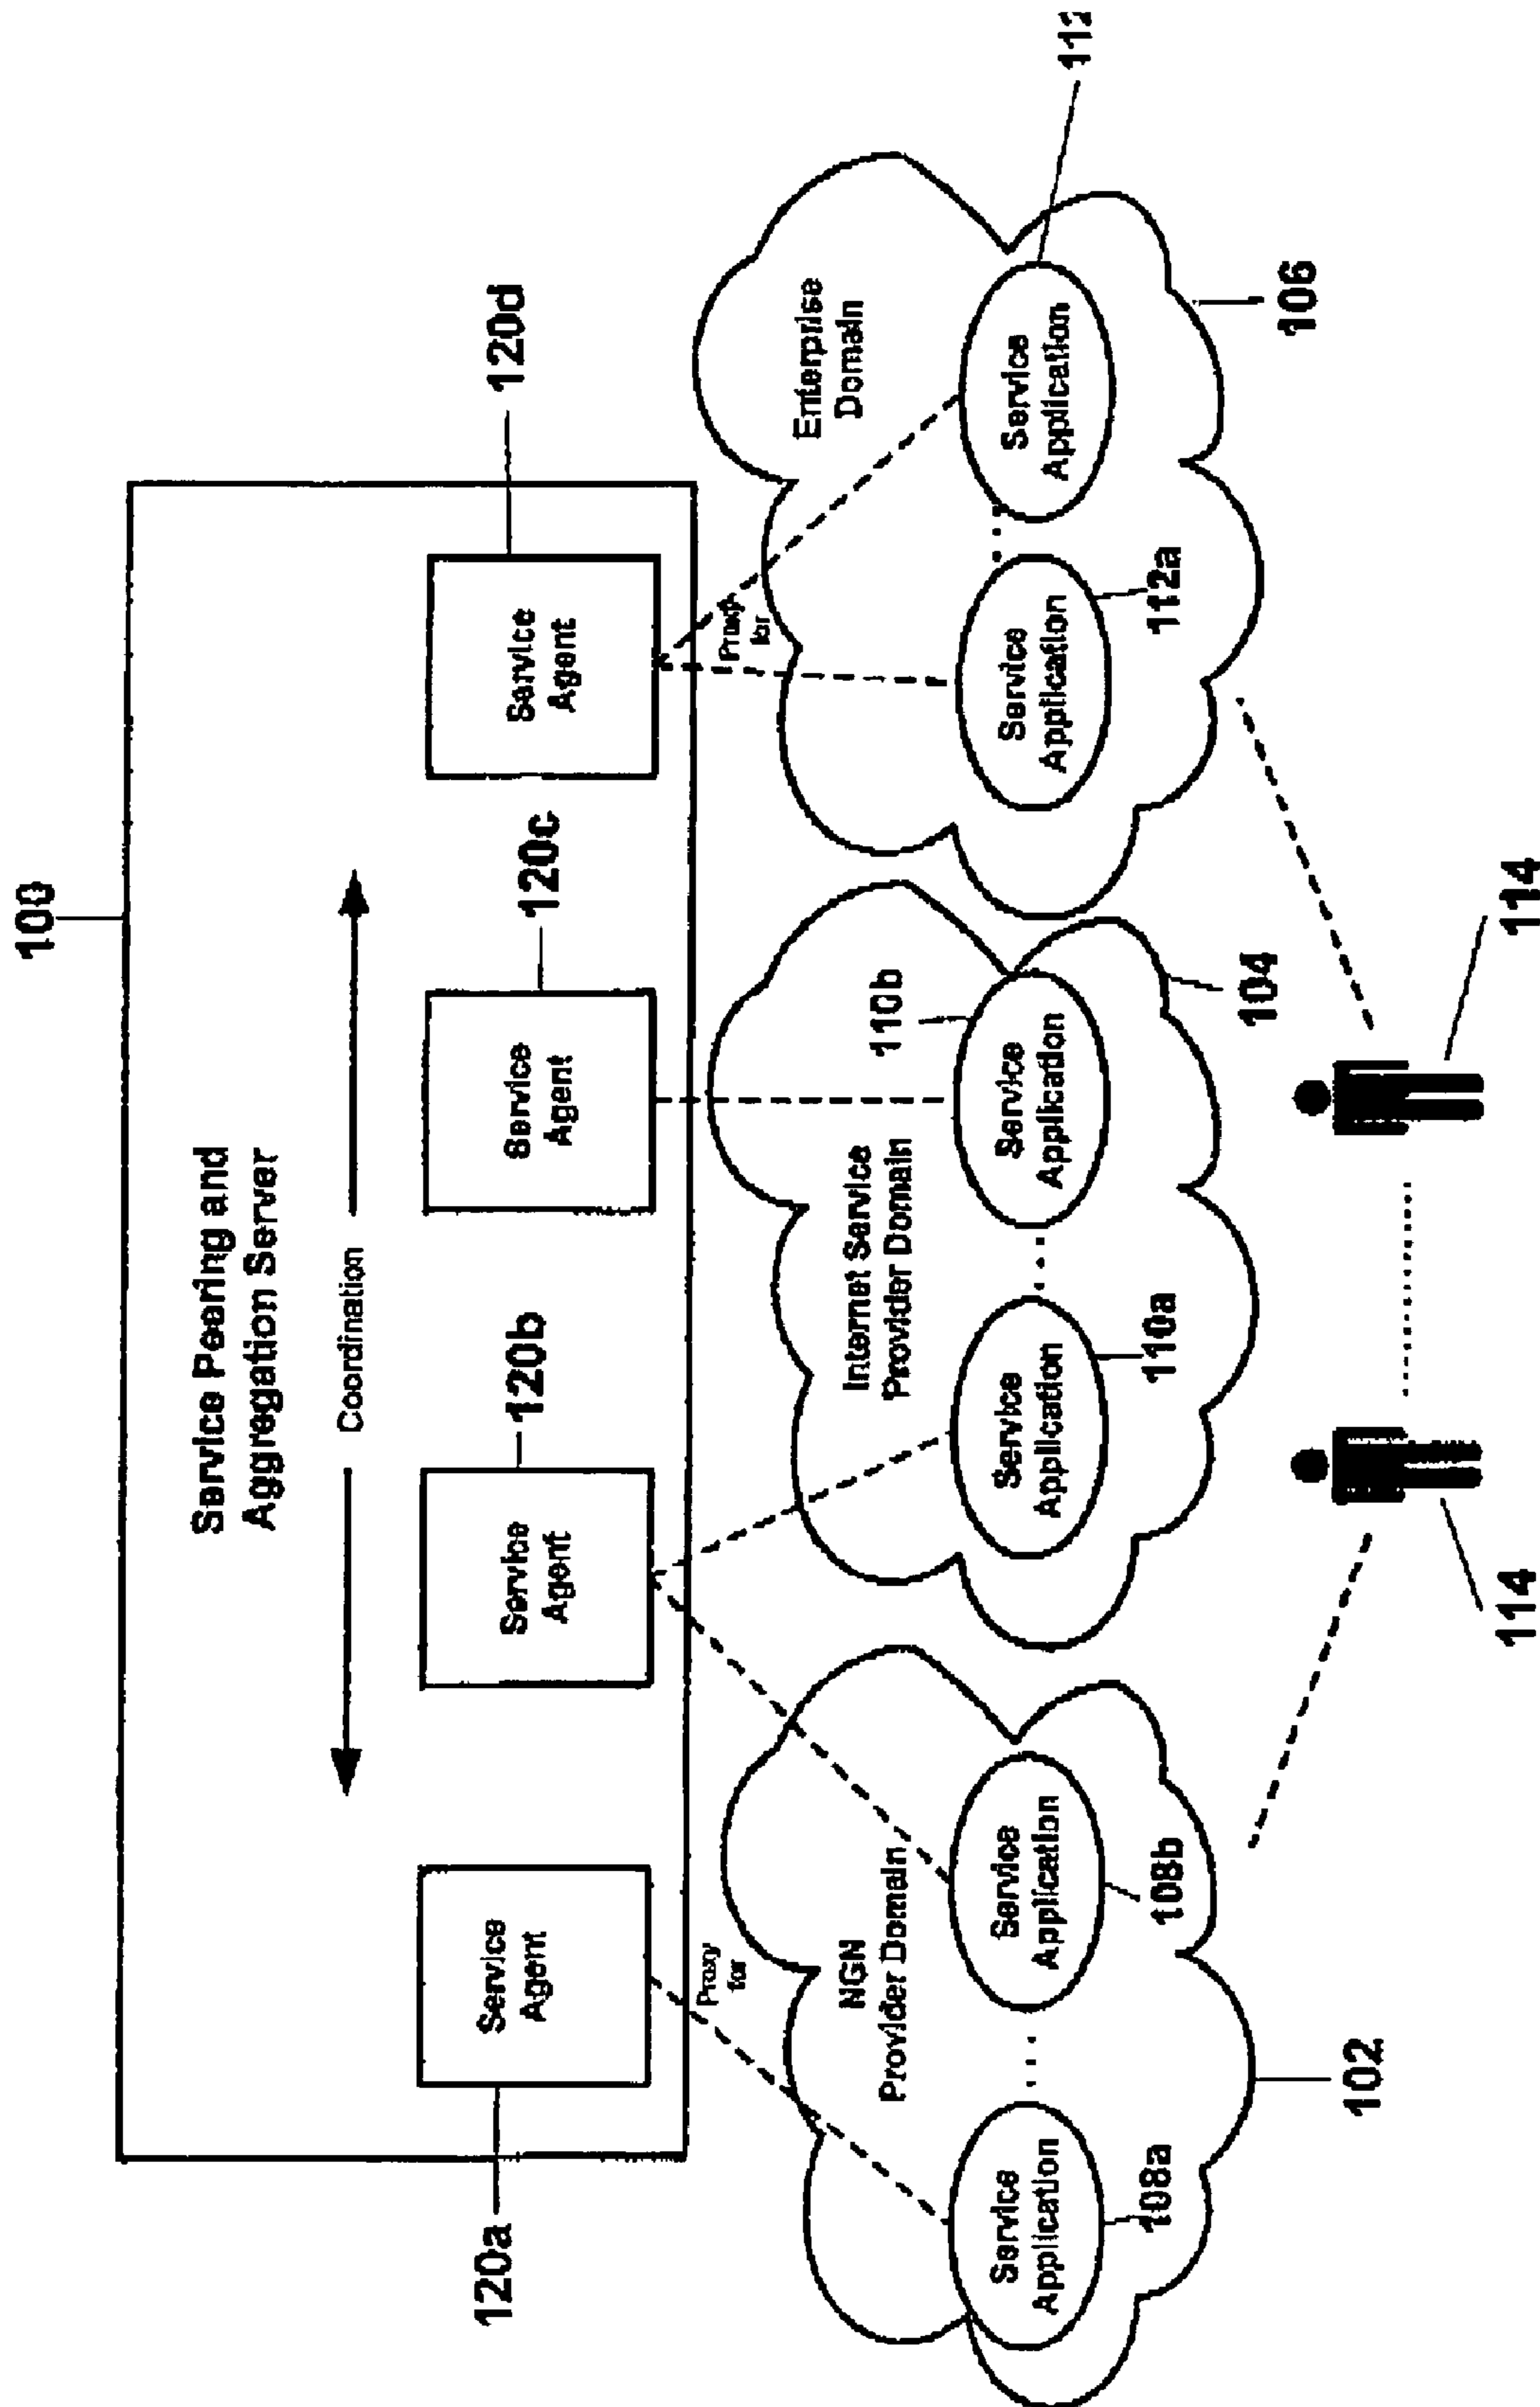 100
Service Peering and
Aggregation Server
Coordination
120a
120b
120c
120d
Service
Agent
Service
Agent
Service
Agent
Service
Agent
Proxy
for
Proxy
for
NGN
Provider Domain
Internet Service
Provider Domain
Enterprise
Domain
110b
Service
Application
Service
Application
Service
Application
Service
Application
Service
Application
Service
Application
108a
108b
110a
112a
102
104
106
114
114